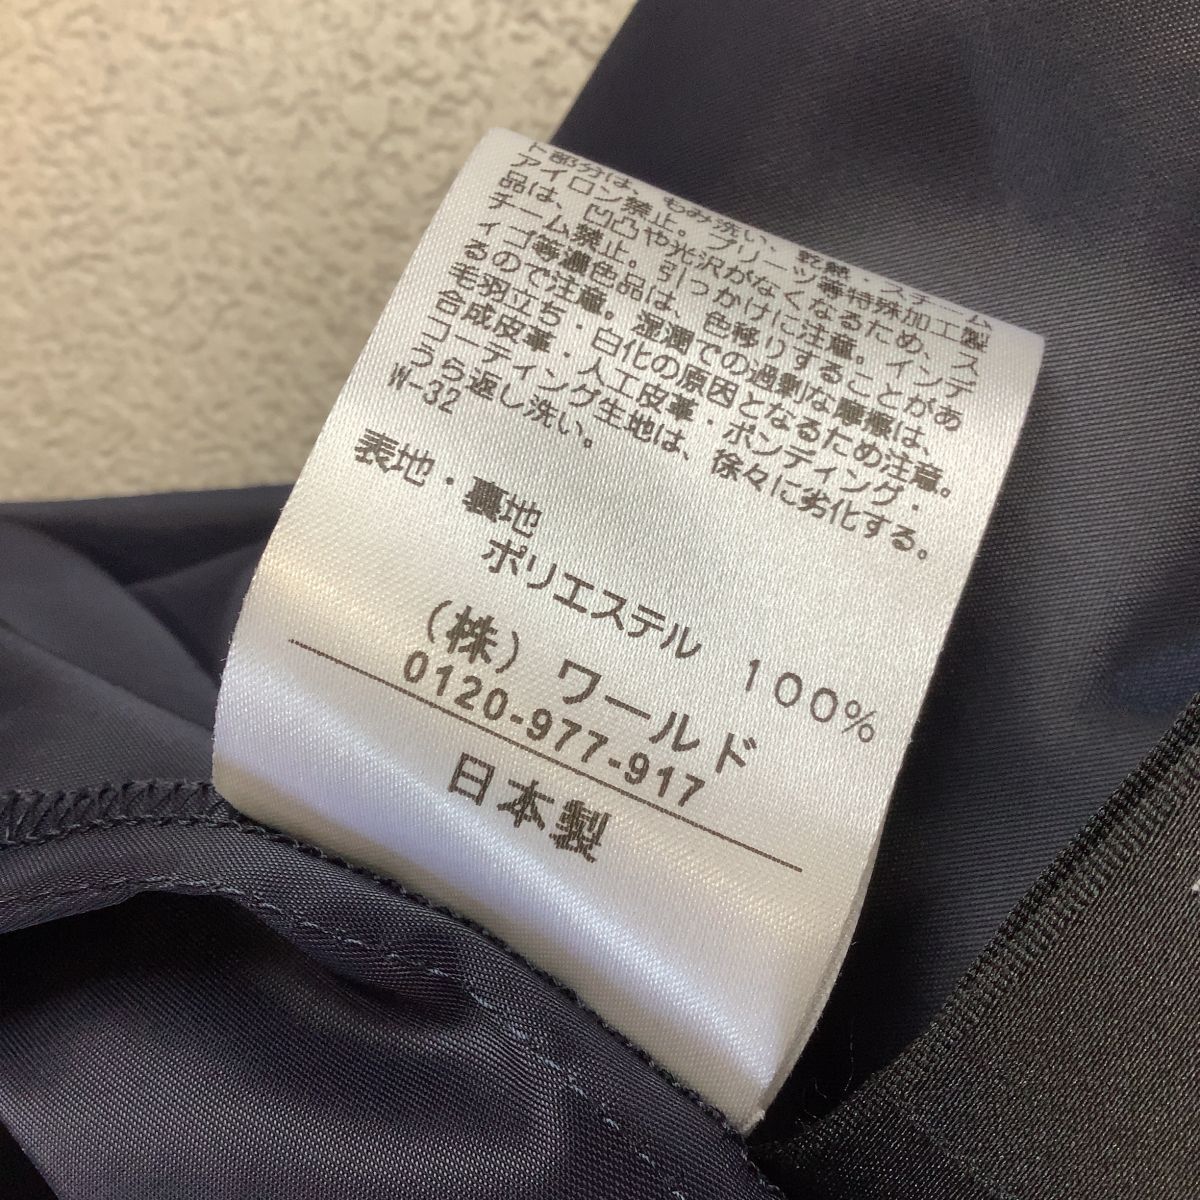 ト部分は、もみ洗い、乾燥・スチーム
アイロン禁止。プリーツ等特殊加工製
品は、凹凸や光沢がなくなるため、ス
チーム禁止。引っかけに注意。インデ
ィゴ等濃色品は、色移りすることがあ
るので注意。湿潤での過剰な摩擦は、
毛羽立ち・白化の原因となるため注意。
合成皮革・人工皮革・ボンディング・
コーティング生地は、徐々に劣化する。
うら返し洗い。
W-32
表地・裏地
ポリエステル 100%
(株)ワールド
0120-977-917
日本製